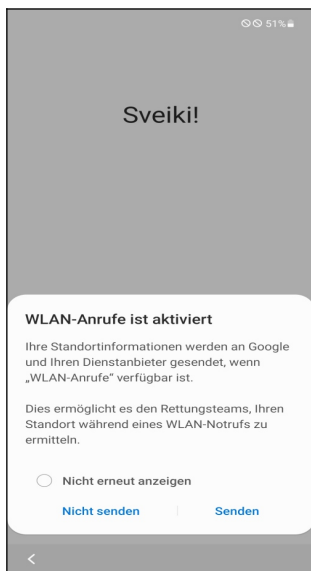 51%
Sveiki!
WLAN-Anrufe ist aktiviert
Ihre Standortinformationen werden an Google
und Ihren Dienstanbieter gesendet, wenn
„WLAN-Anrufe“ verfügbar ist.
Dies ermöglicht es den Rettungsteams, Ihren
Standort während eines WLAN-Notrufs zu
ermitteln.
Nicht erneut anzeigen
Nicht senden Senden